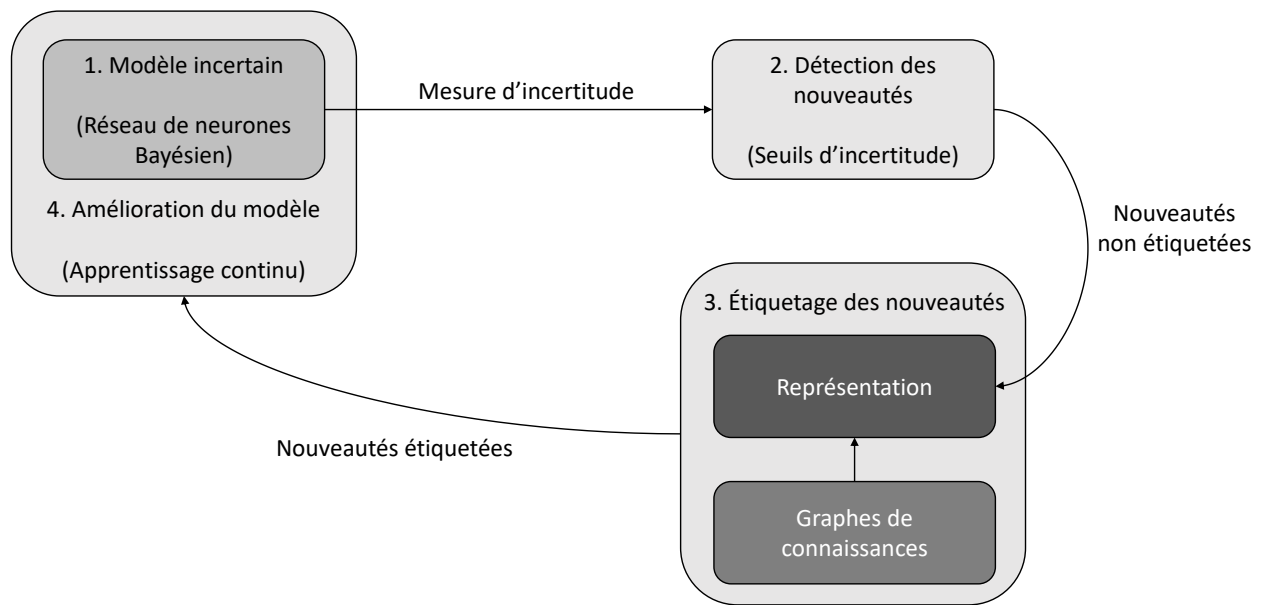 1. Modèle incertain
(Réseau de neurones
Bayésien)
4. Amélioration du modèle
(Apprentissage continu)
Mesure d’incertitude
2. Détection des
nouveautés
(Seuils d’incertitude)
Nouveautés
non étiquetées
3. Étiquetage des nouveautés
Représentation
Graphes de
connaissances
Nouveautés étiquetées